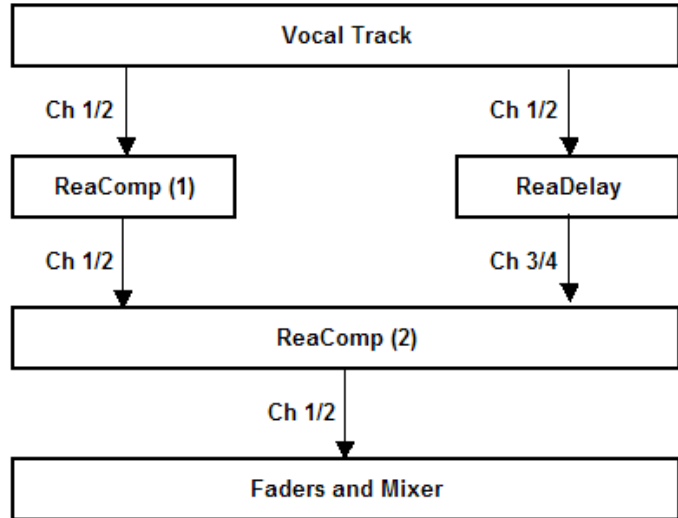 Vocal Track
Ch 1/2
Ch 1/2
ReaComp (1)
ReaDelay
Ch 1/2
Ch 3/4
ReaComp (2)
Ch 1/2
Faders and Mixer